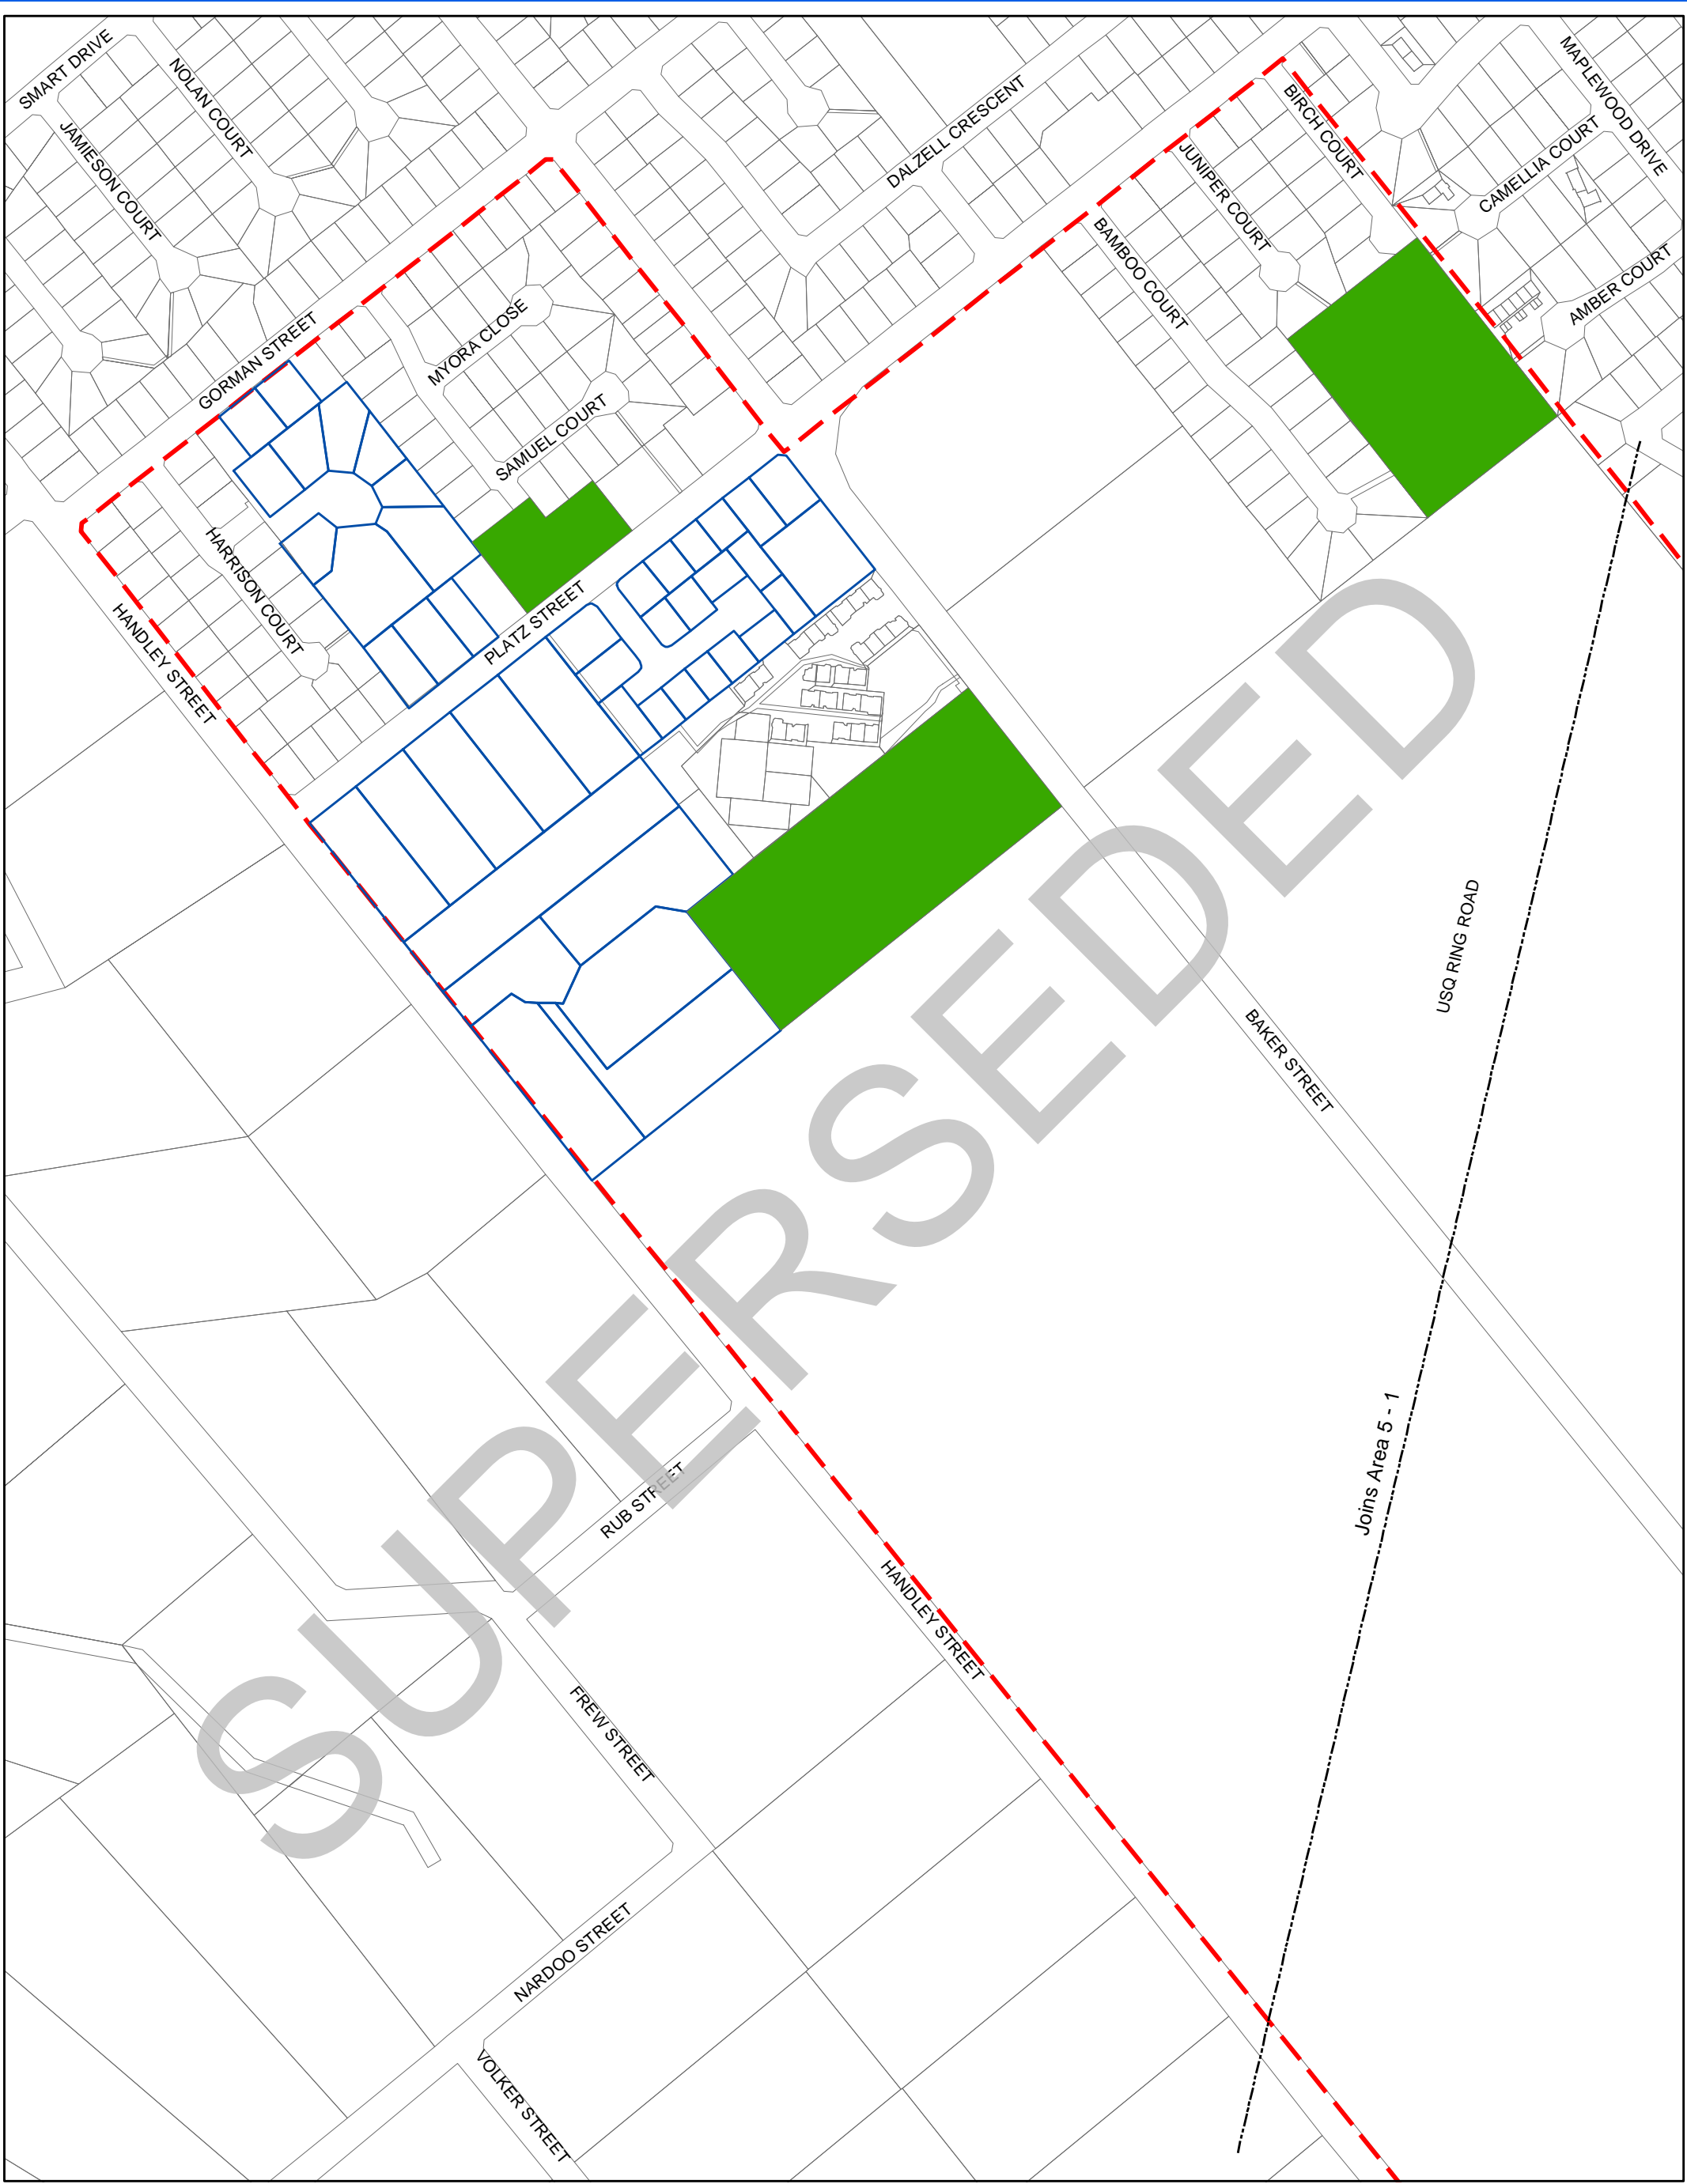 SMART DRIVE
NOLAN COURT
JAMIESON COURT
MAPLEWOOD DRIVE
BIRCH COURT
DALZELL CRESCENT
JUNIPER COURT
CAMELLIA COURT
BAMBOO COURT
AMBER COURT
GORMAN STREET
MYORA CLOSE
SAMUEL COURT
HARRISON COURT
HANDLEY STREET
PLATZ STREET
USQ RING ROAD
BAKER STREET
SUPERSEDED
Joins Area 5 - 1
RUB STREET
HANDLEY STREET
FREW STREET
NARDOO STREET
VOLKER STREET